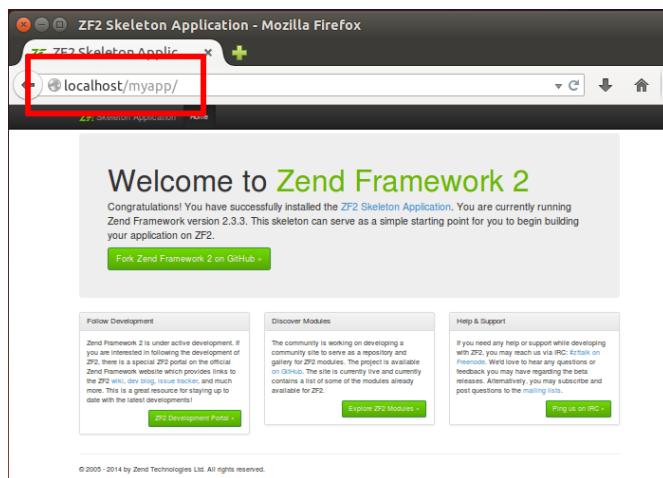 ZF2 Skeleton Application - Mozilla Firefox
ZF2 Skeleton Applic... ×
localhost/myapp/
ZF2 Skeleton Application Home
Welcome to Zend Framework 2
Congratulations! You have successfully installed the ZF2 Skeleton Application. You are currently running
Zend Framework version 2.3.3. This skeleton can serve as a simple starting point for you to begin building
your application on ZF2.
Fork Zend Framework 2 on GitHub »
Follow Development
Zend Framework 2 is under active development. If
you are interested in following the development of
ZF2, there is a special ZF2 portal on the official
Zend Framework website which provides links to
the ZF2 wiki, dev blog, issue tracker, and much
more. This is a great resource for staying up to
date with the latest developments!
ZF2 Development Portal »
Discover Modules
The community is working on developing a
community site to serve as a repository and
gallery for ZF2 modules. The project is available
on GitHub. The site is currently live and currently
contains a list of some of the modules already
available for ZF2.
Explore ZF2 Modules »
Help & Support
If you need any help or support while developing
with ZF2, you may reach us via IRC: #zftalk on
Freenode. We'd love to hear any questions or
feedback you may have regarding the beta
releases. Alternatively, you may subscribe and
post questions to the mailing lists.
Ping us on IRC »
© 2005 - 2014 by Zend Technologies Ltd. All rights reserved.